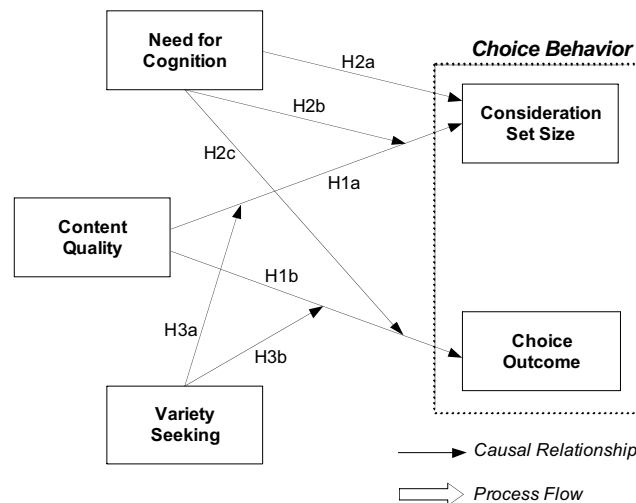 Need for
Cognition
H2a
Choice Behavior
H2b
Consideration
Set Size
H2c
H1a
Content
Quality
H1b
H3a
H3b
Choice
Outcome
Variety
Seeking
Causal Relationship
Process Flow